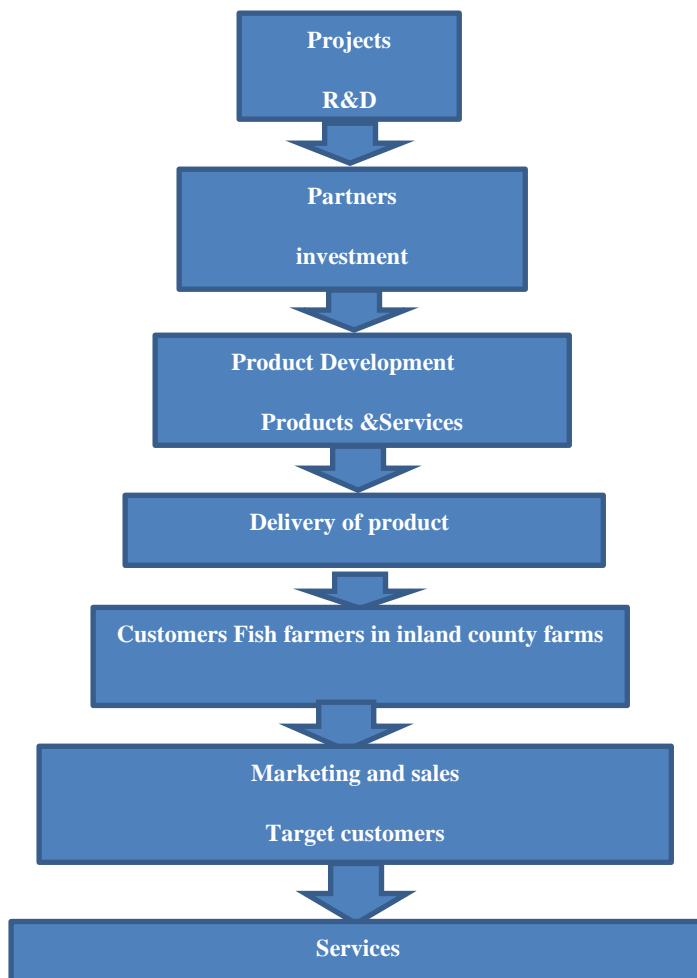 Projects
R&D
Partners
investment
Product Development
Products &Services
Delivery of product
Customers Fish farmers in inland county farms
Marketing and sales
Target customers
Services